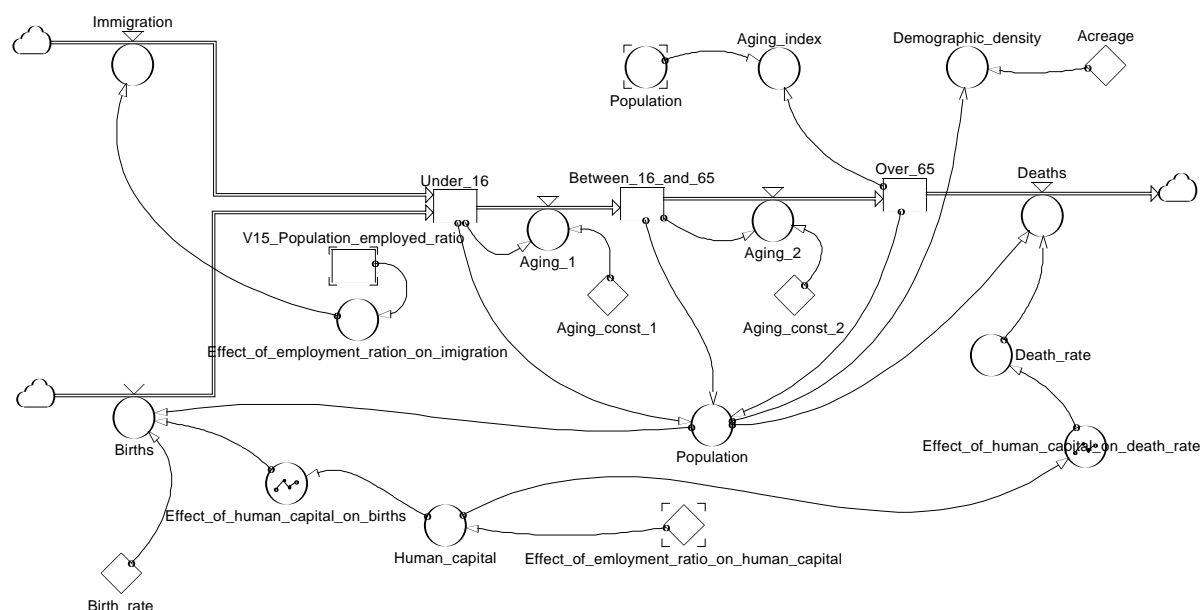 Immigration
Aging_index
Demographic_density
Acreage
Population
Under_16
Between_16_and_65
Over_65
Deaths
V15_Population_employed_ratio
Aging_1
Aging_2
Aging_const_1
Aging_const_2
Effect_of_employment_ration_on_imigration
Death_rate
Births
Population
Effect_of_human_capital_on_death_rate
Effect_of_human_capital_on_births
Human_capital
Effect_of_emloyment_ratio_on_human_capital
Birth_rate